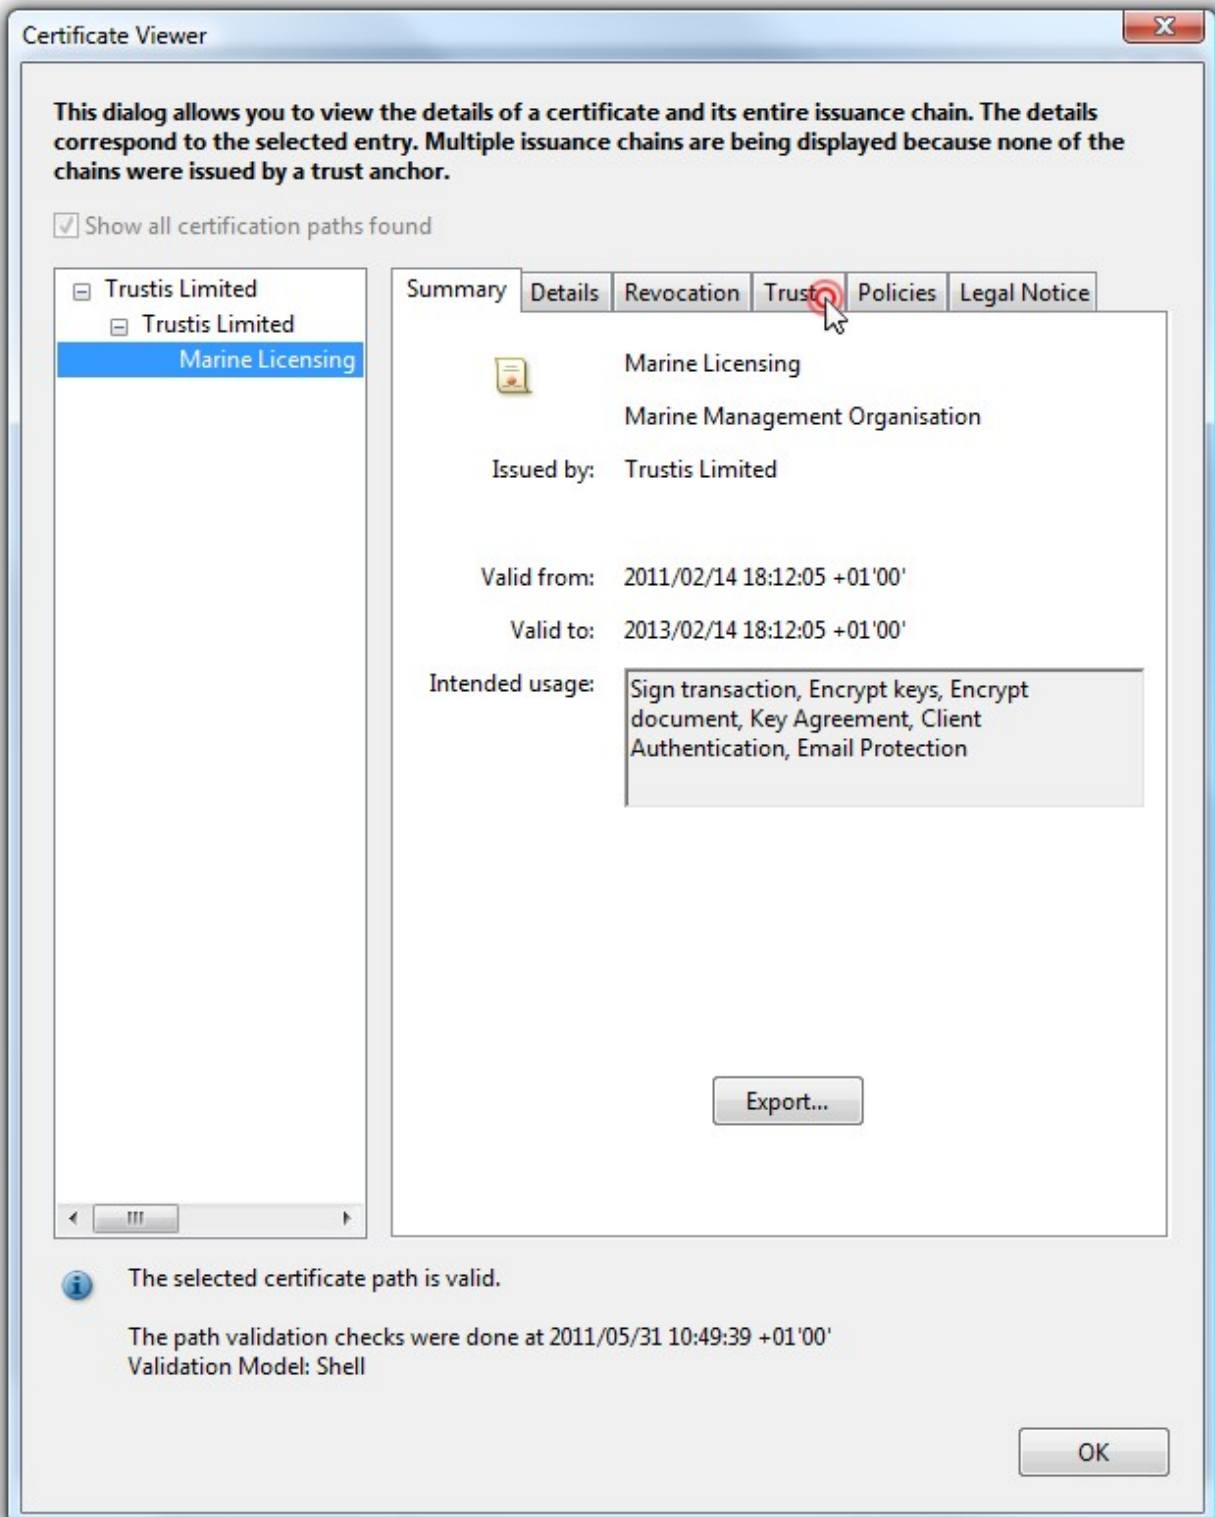 Certificate Viewer
This dialog allows you to view the details of a certificate and its entire issuance chain. The details
correspond to the selected entry. Multiple issuance chains are being displayed because none of the
chains were issued by a trust anchor.
Show all certification paths found
Trustis Limited
Trustis Limited
Marine Licensing
Summary Details Revocation Trust Policies Legal Notice
Marine Licensing
Marine Management Organisation
Issued by: Trustis Limited
Valid from: 2011/02/14 18:12:05 +01'00'
Valid to: 2013/02/14 18:12:05 +01'00'
Intended usage: Sign transaction, Encrypt keys, Encrypt
document, Key Agreement, Client
Authentication, Email Protection
Export...
The selected certificate path is valid.
The path validation checks were done at 2011/05/31 10:49:39 +01'00'
Validation Model: Shell
OK